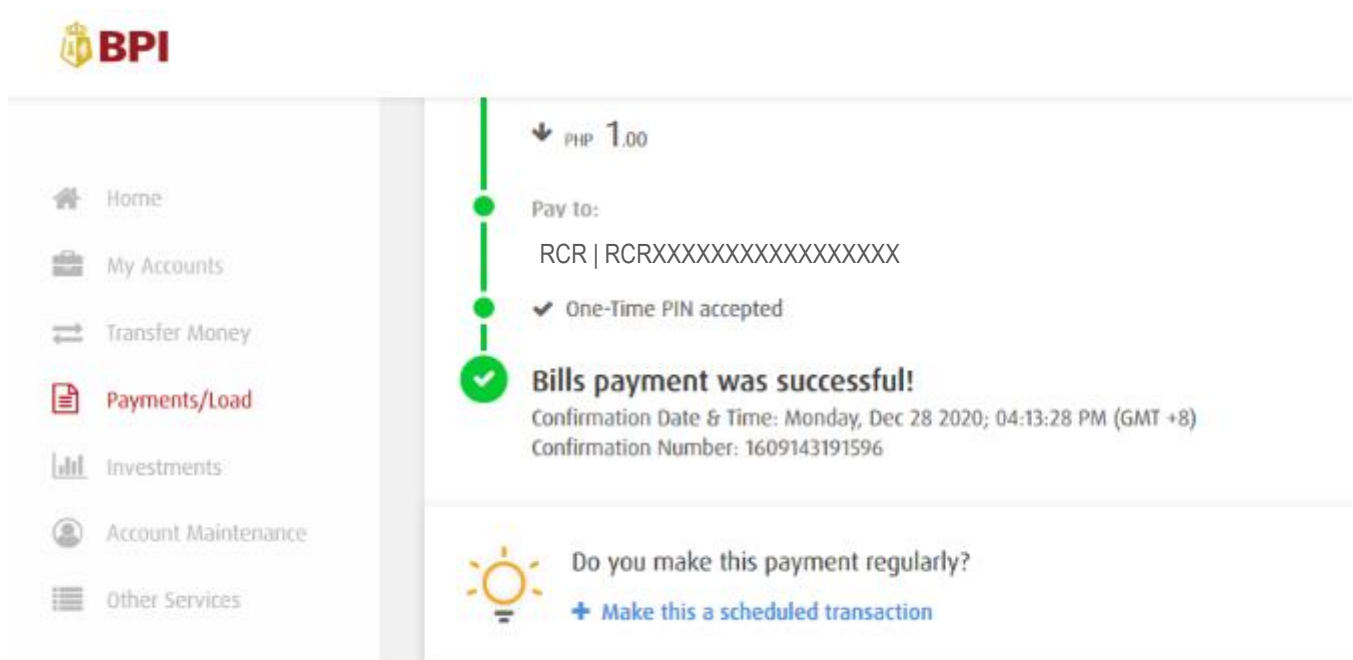 BPI
Home
My Accounts
Transfer Money
Payments/Load
Investments
Account Maintenance
Other Services
PHP 1.00
Pay to:
RCR | RCRXXXXXXXXXXXXXXXXX
One-Time PIN accepted
Bills payment was successful!
Confirmation Date & Time: Monday, Dec 28 2020; 04:13:28 PM (GMT +8)
Confirmation Number: 1609143191596
Do you make this payment regularly?
+ Make this a scheduled transaction